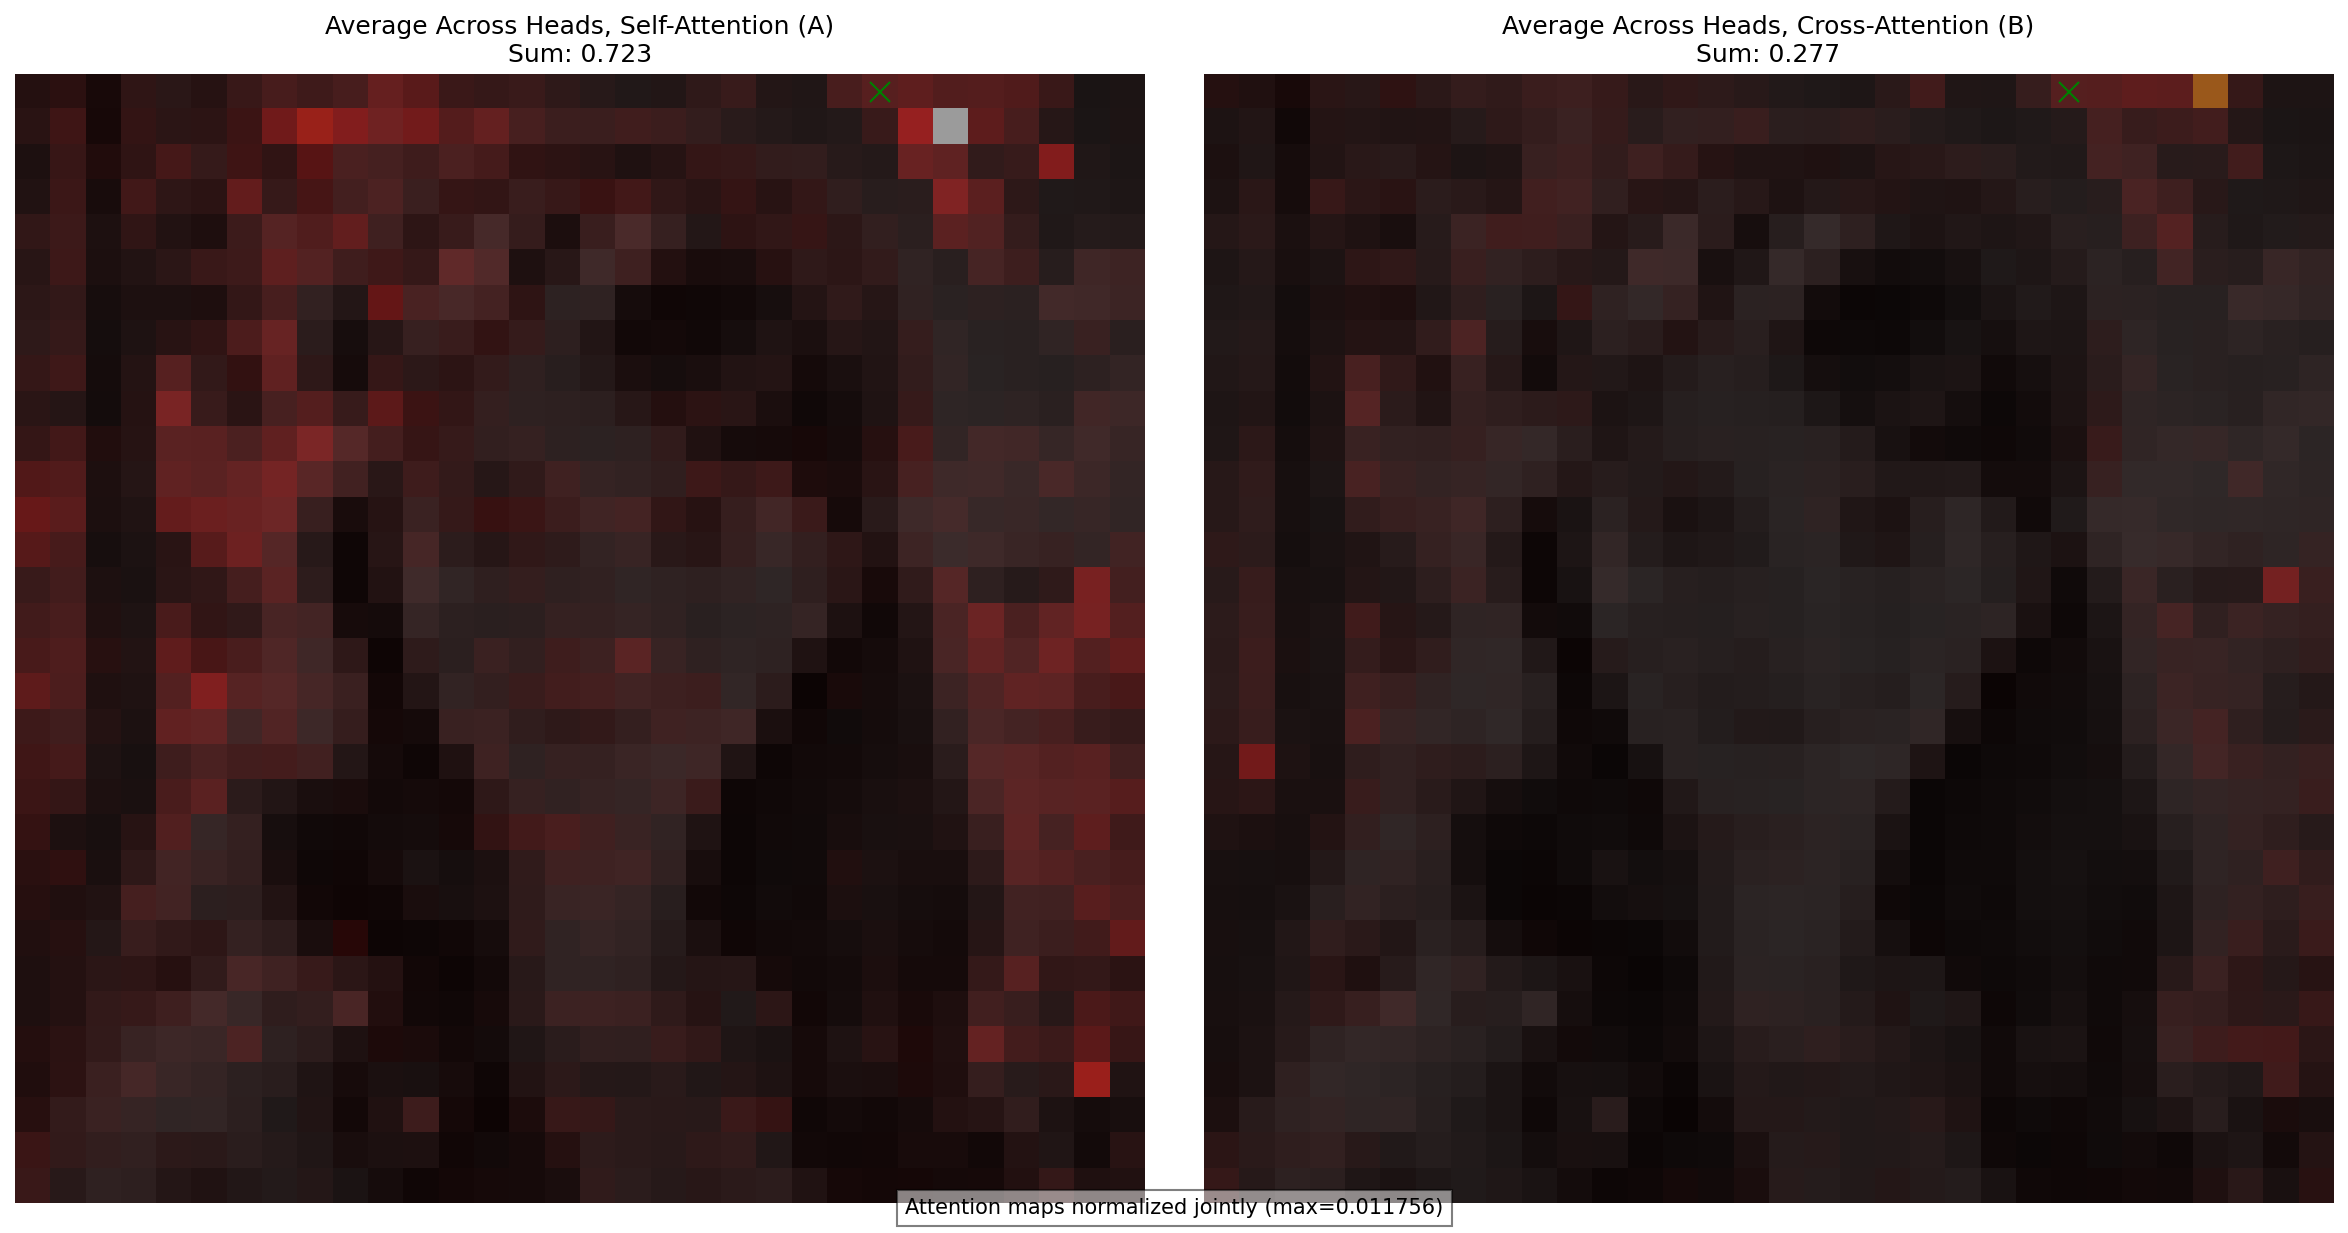 Average Across Heads, Self-Attention (A)
Sum: 0.723
Average Across Heads, Cross-Attention (B)
Sum: 0.277
Attention maps normalized jointly (max=0.011756)